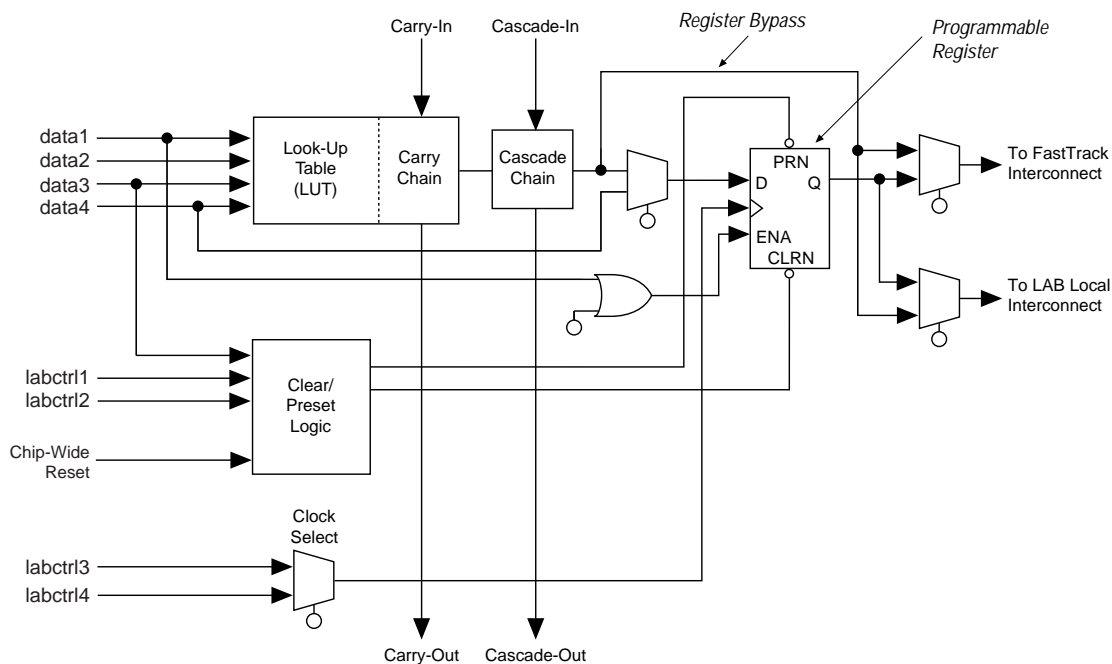 Carry-In
Cascade-In
Register Bypass
Programmable
Register
data1
data2
data3
data4
Look-Up
Table
(LUT)
Carry
Chain
Cascade
Chain
PRN
D
Q
ENA
CLRN
To FastTrack
Interconnect
To LAB Local
Interconnect
labctrl1
labctrl2
Clear/
Preset
Logic
Chip-Wide
Reset
Clock
Select
labctrl3
labctrl4
Carry-Out
Cascade-Out